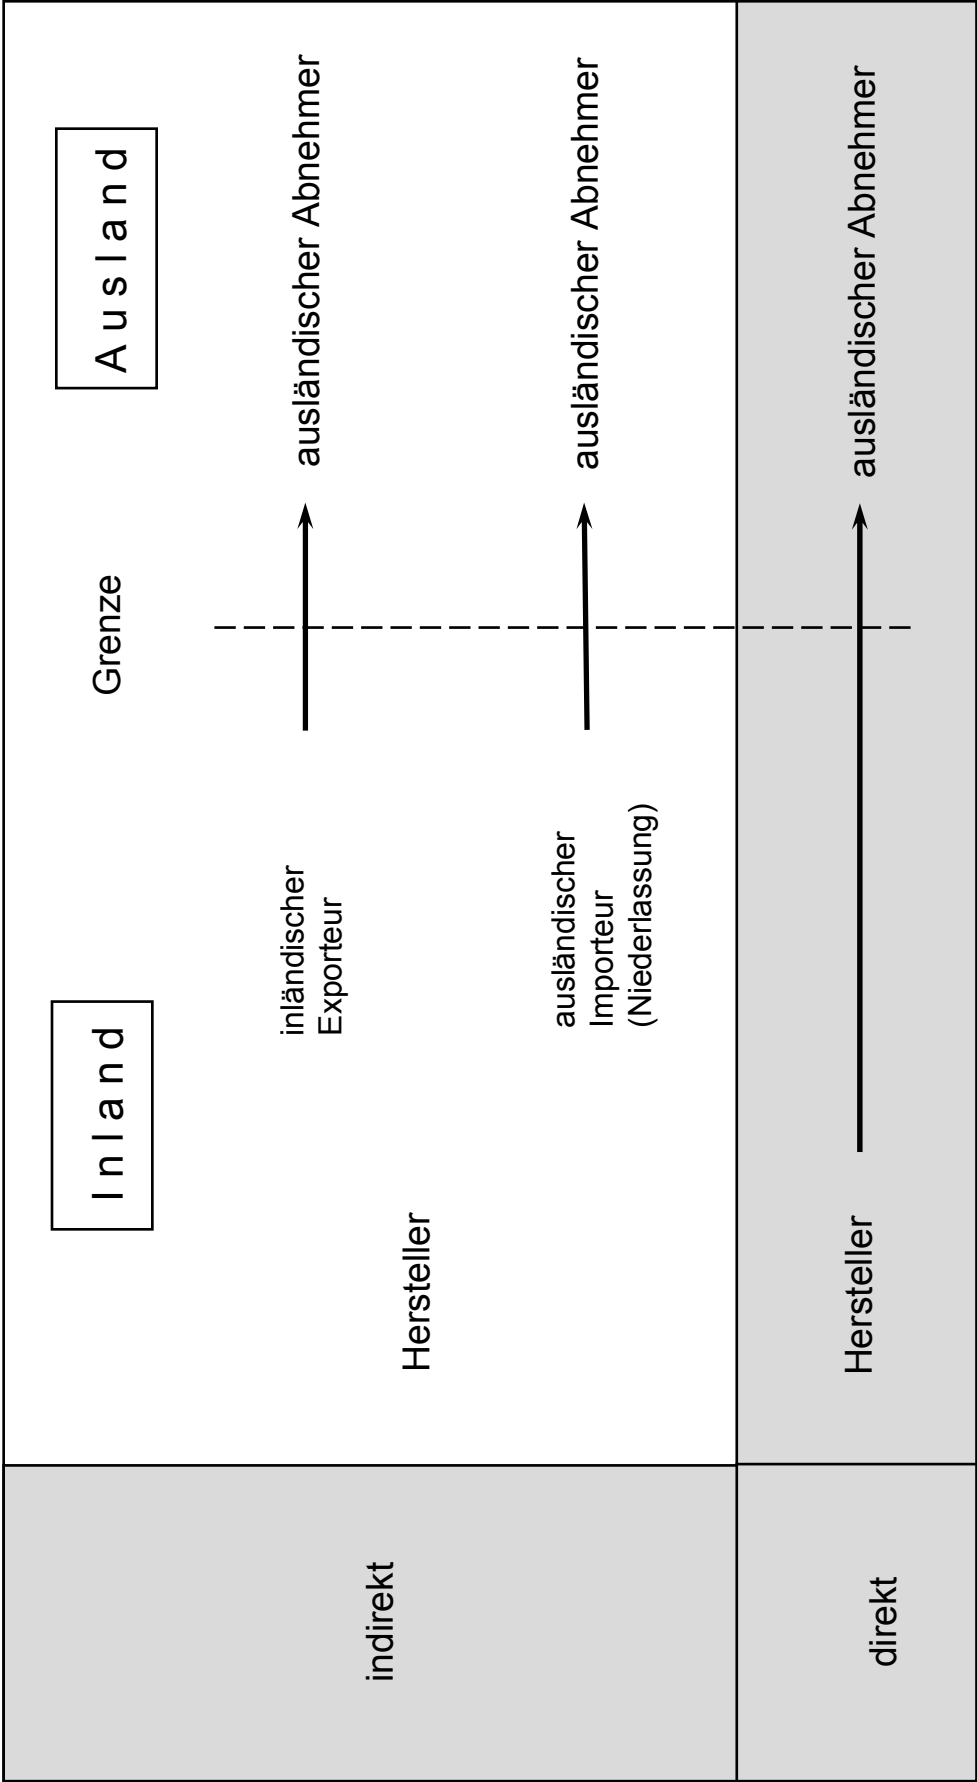 Inland
Grenze
Ausland
indirekt
Hersteller
inländischer
Exporteur
ausländischer Abnehmer
ausländischer
Importeur
(Niederlassung)
ausländischer Abnehmer
direkt
Hersteller
ausländischer Abnehmer